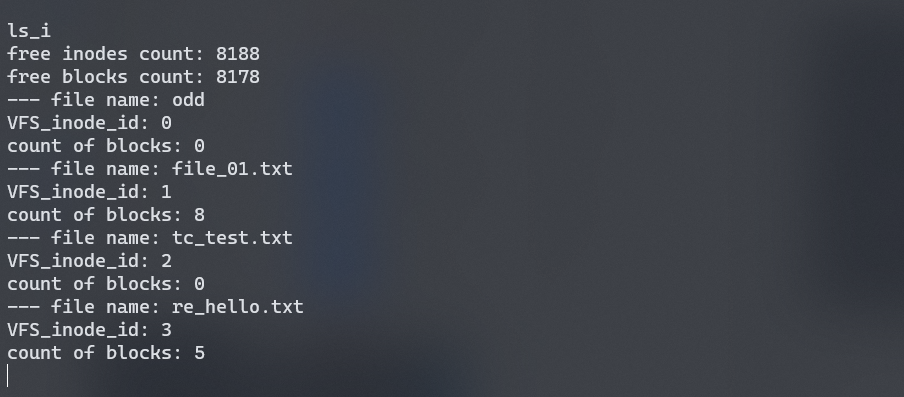 ls_i
free inodes count: 8188
free blocks count: 8178
--- file name: odd
VFS_inode_id: 0
count of blocks: 0
--- file name: file_01.txt
VFS_inode_id: 1
count of blocks: 8
--- file name: tc_test.txt
VFS_inode_id: 2
count of blocks: 0
--- file name: re_hello.txt
VFS_inode_id: 3
count of blocks: 5